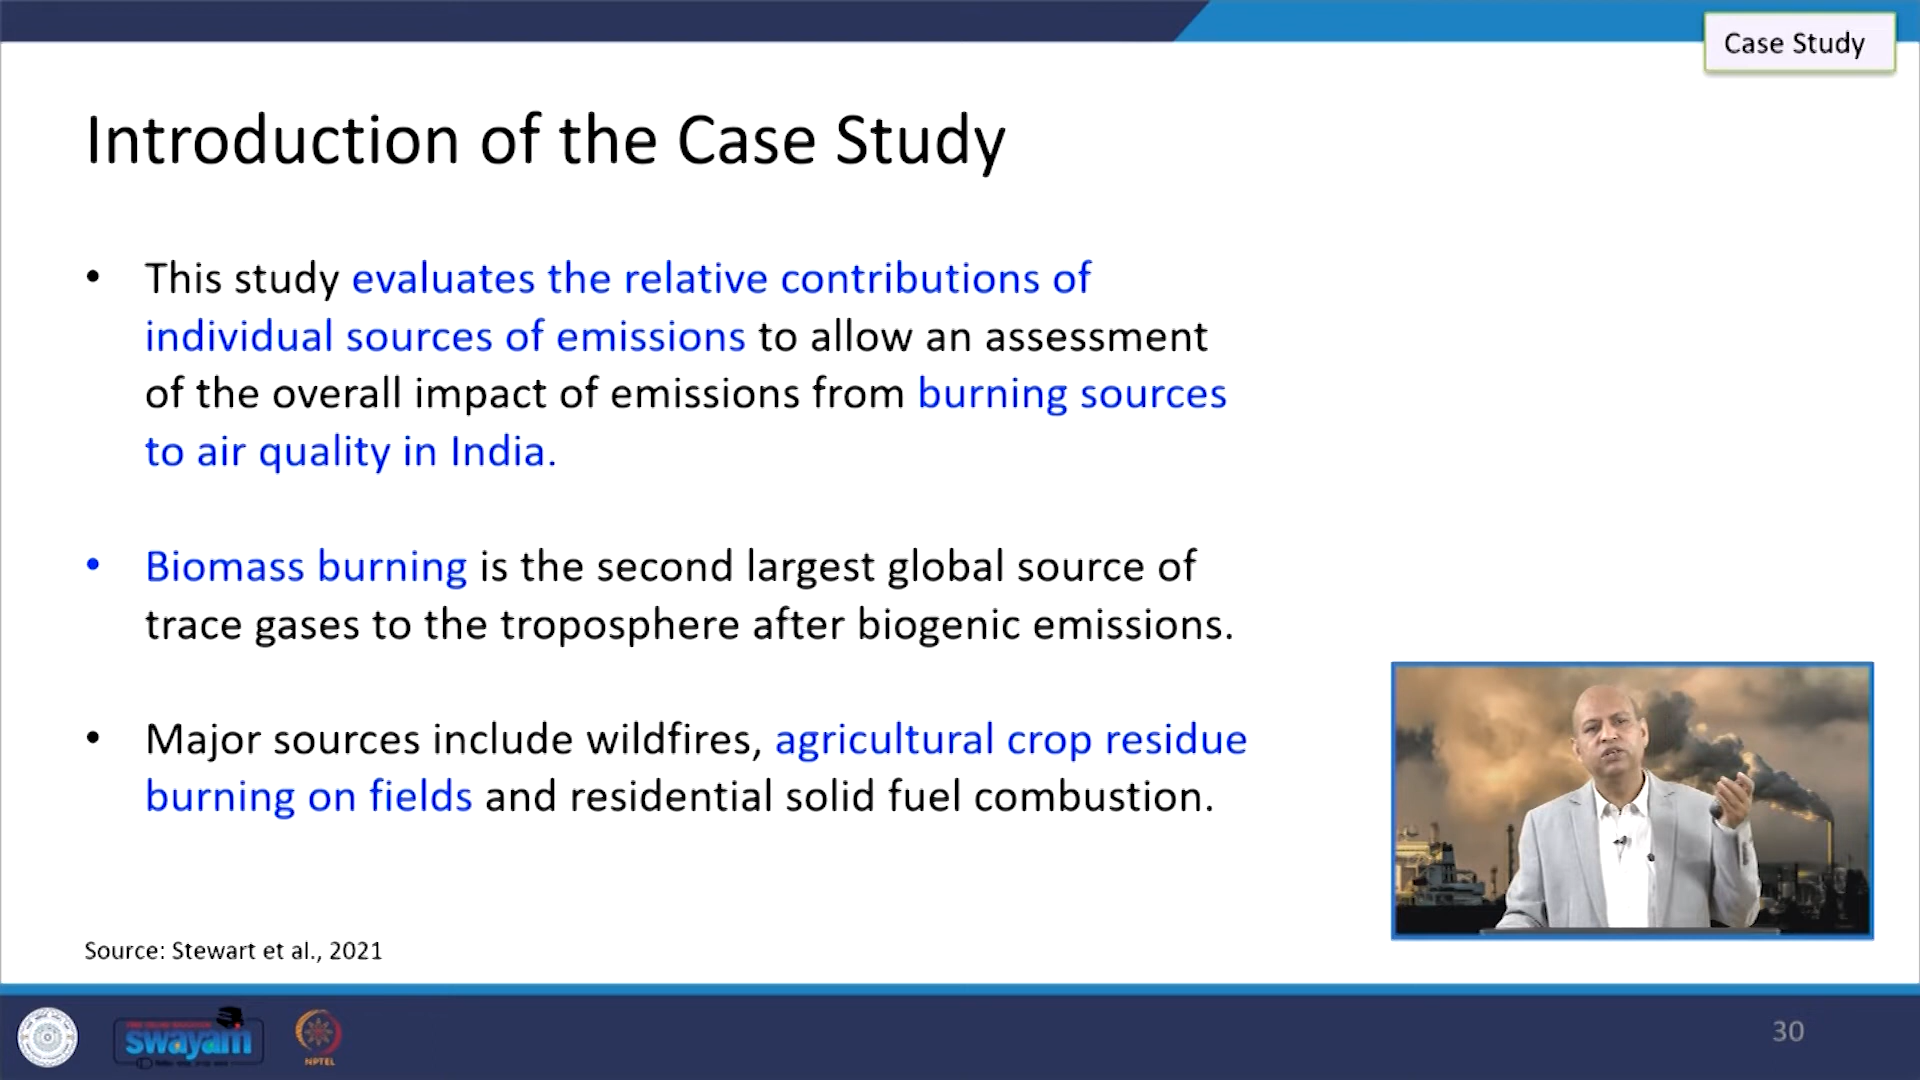 Case Study
Introduction of the Case Study
• This study evaluates the relative contributions of
individual sources of emissions to allow an assessment
of the overall impact of emissions from burning sources
to air quality in India.
• Biomass burning is the second largest global source of
trace gases to the troposphere after biogenic emissions.
• Major sources include wildfires, agricultural crop residue
burning on fields and residential solid fuel combustion.
Source: Stewart et al., 2021
swayam
NPTEL
30